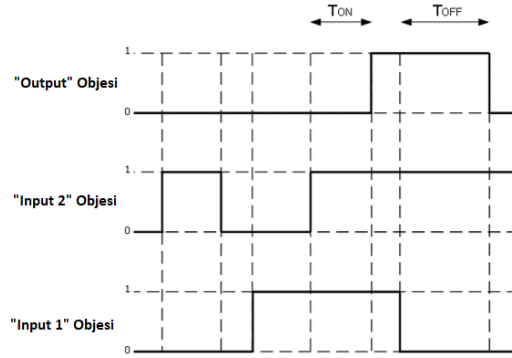 TON TOFF
1
"Output" Objesi
0
1
"Input 2" Objesi
0
1
"Input 1" Objesi
0